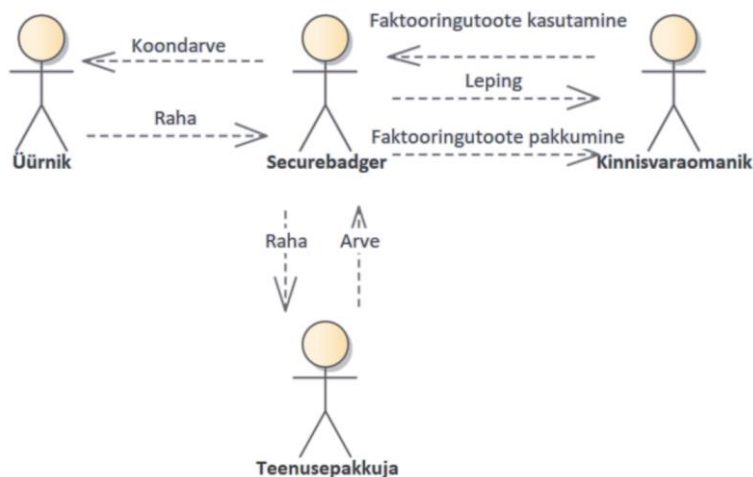 Faktooringutoote kasutamine
Koondarve
Leping
Raha
Faktooringutoote pakkumine
Üürnik
Securebadger
Kinnisvaraomanik
Raha
Arve
Teenusepakkuja